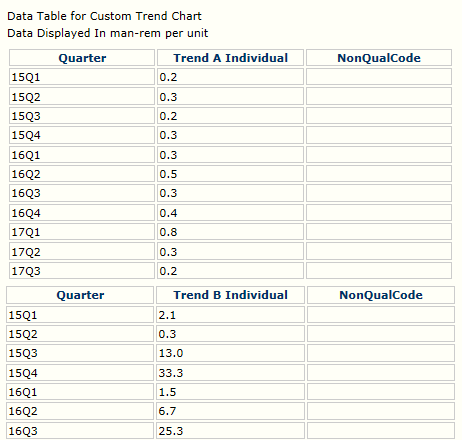 Data Table for Custom Trend Chart
Data Displayed In man-rem per unit
Quarter Trend A Individual NonQualCode
15Q1 0.2
15Q2 0.3
15Q3 0.2
15Q4 0.3
16Q1 0.3
16Q2 0.5
16Q3 0.3
16Q4 0.4
17Q1 0.8
17Q2 0.3
17Q3 0.2
Quarter Trend B Individual NonQualCode
15Q1 2.1
15Q2 0.3
15Q3 13.0
15Q4 33.3
16Q1 1.5
16Q2 6.7
16Q3 25.3